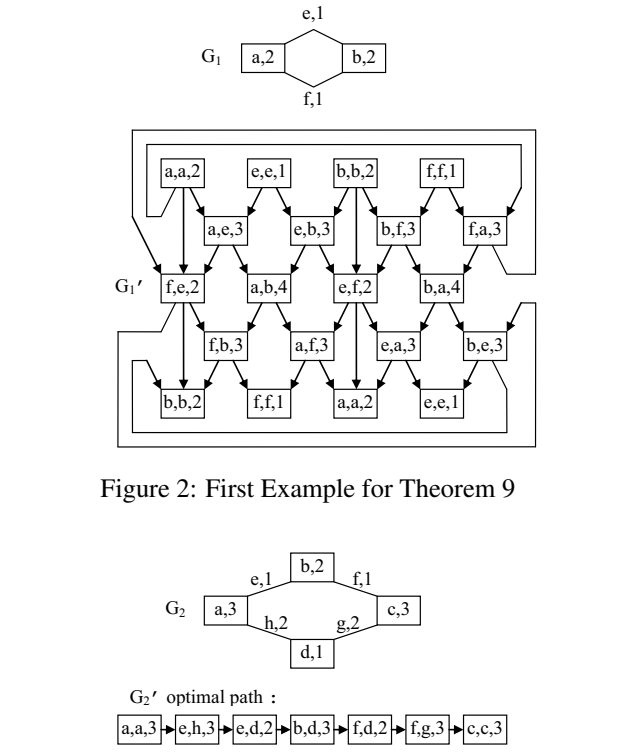 e,1
G₁ a,2 b,2
f,1
a,a,2 e,e,1 b,b,2 f,f,1
a,e,3 e,b,3 b,f,3 f,a,3
G₁′ f,e,2 a,b,4 e,f,2 b,a,4
f,b,3 a,f,3 e,a,3 b,e,3
b,b,2 f,f,1 a,a,2 e,e,1
Figure 2: First Example for Theorem 9
b,2
e,1 f,1
G₂ a,3 c,3
h,2 g,2
d,1
G₂′ optimal path :
a,a,3 e,h,3 e,d,2 b,d,3 f,d,2 f,g,3 c,c,3